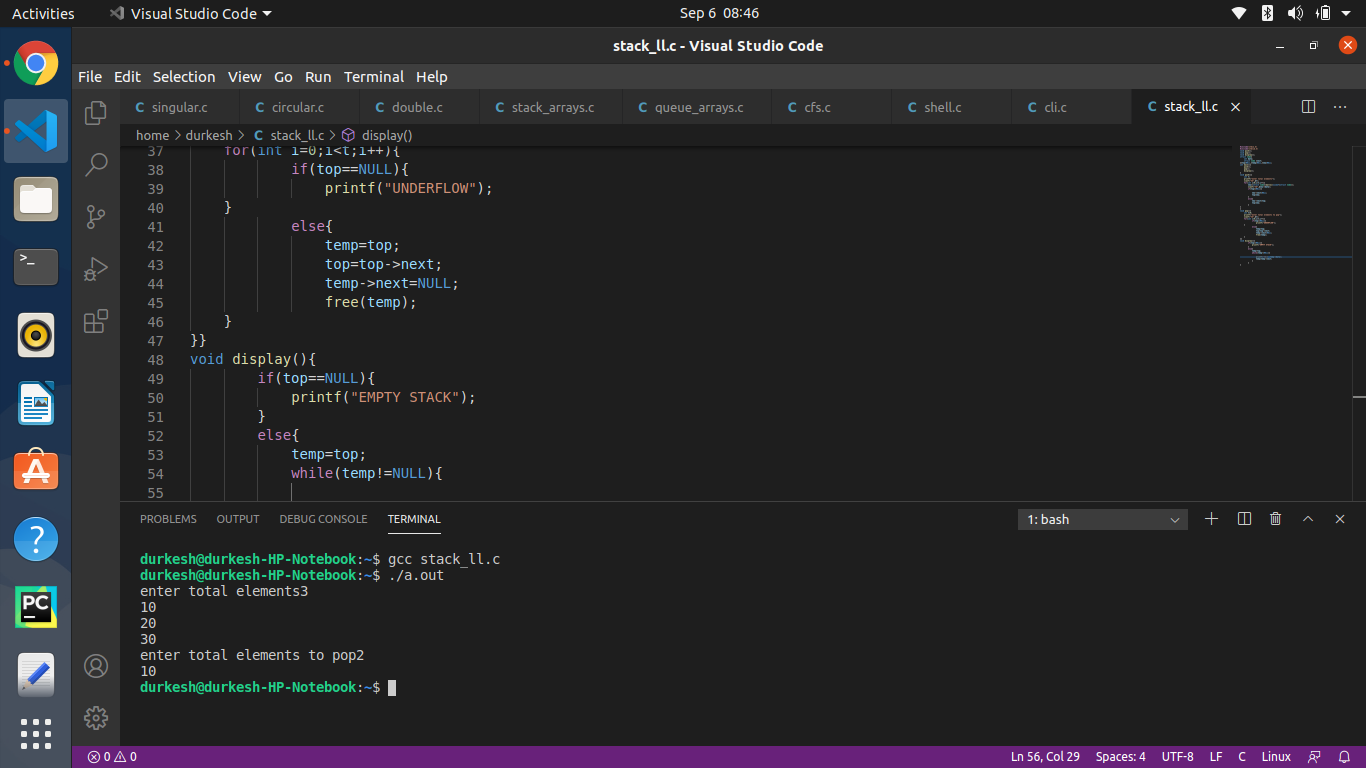 Activities Visual Studio Code Sep 6 08:46
stack_ll.c - Visual Studio Code
File Edit Selection View Go Run Terminal Help
C singular.c C circular.c C double.c C stack_arrays.c C queue_arrays.c C cfs.c C shell.c C cli.c C stack_ll.c
home > durkesh > C stack_ll.c > display()
37 for(int i=0;i<t;i++){
38 if(top==NULL){
39 printf("UNDERFLOW");
40 }
41 else{
42 temp=top;
43 top=top->next;
44 temp->next=NULL;
45 free(temp);
46 }
47 }}
48 void display(){
49 if(top==NULL){
50 printf("EMPTY STACK");
51 }
52 else{
53 temp=top;
54 while(temp!=NULL){
55
PROBLEMS OUTPUT DEBUG CONSOLE TERMINAL 1: bash
durkesh@durkesh-HP-Notebook:~$ gcc stack_ll.c
durkesh@durkesh-HP-Notebook:~$ ./a.out
enter total elements3
10
20
30
enter total elements to pop2
10
durkesh@durkesh-HP-Notebook:~$
PC
0 0 Ln 56, Col 29 Spaces: 4 UTF-8 LF C Linux